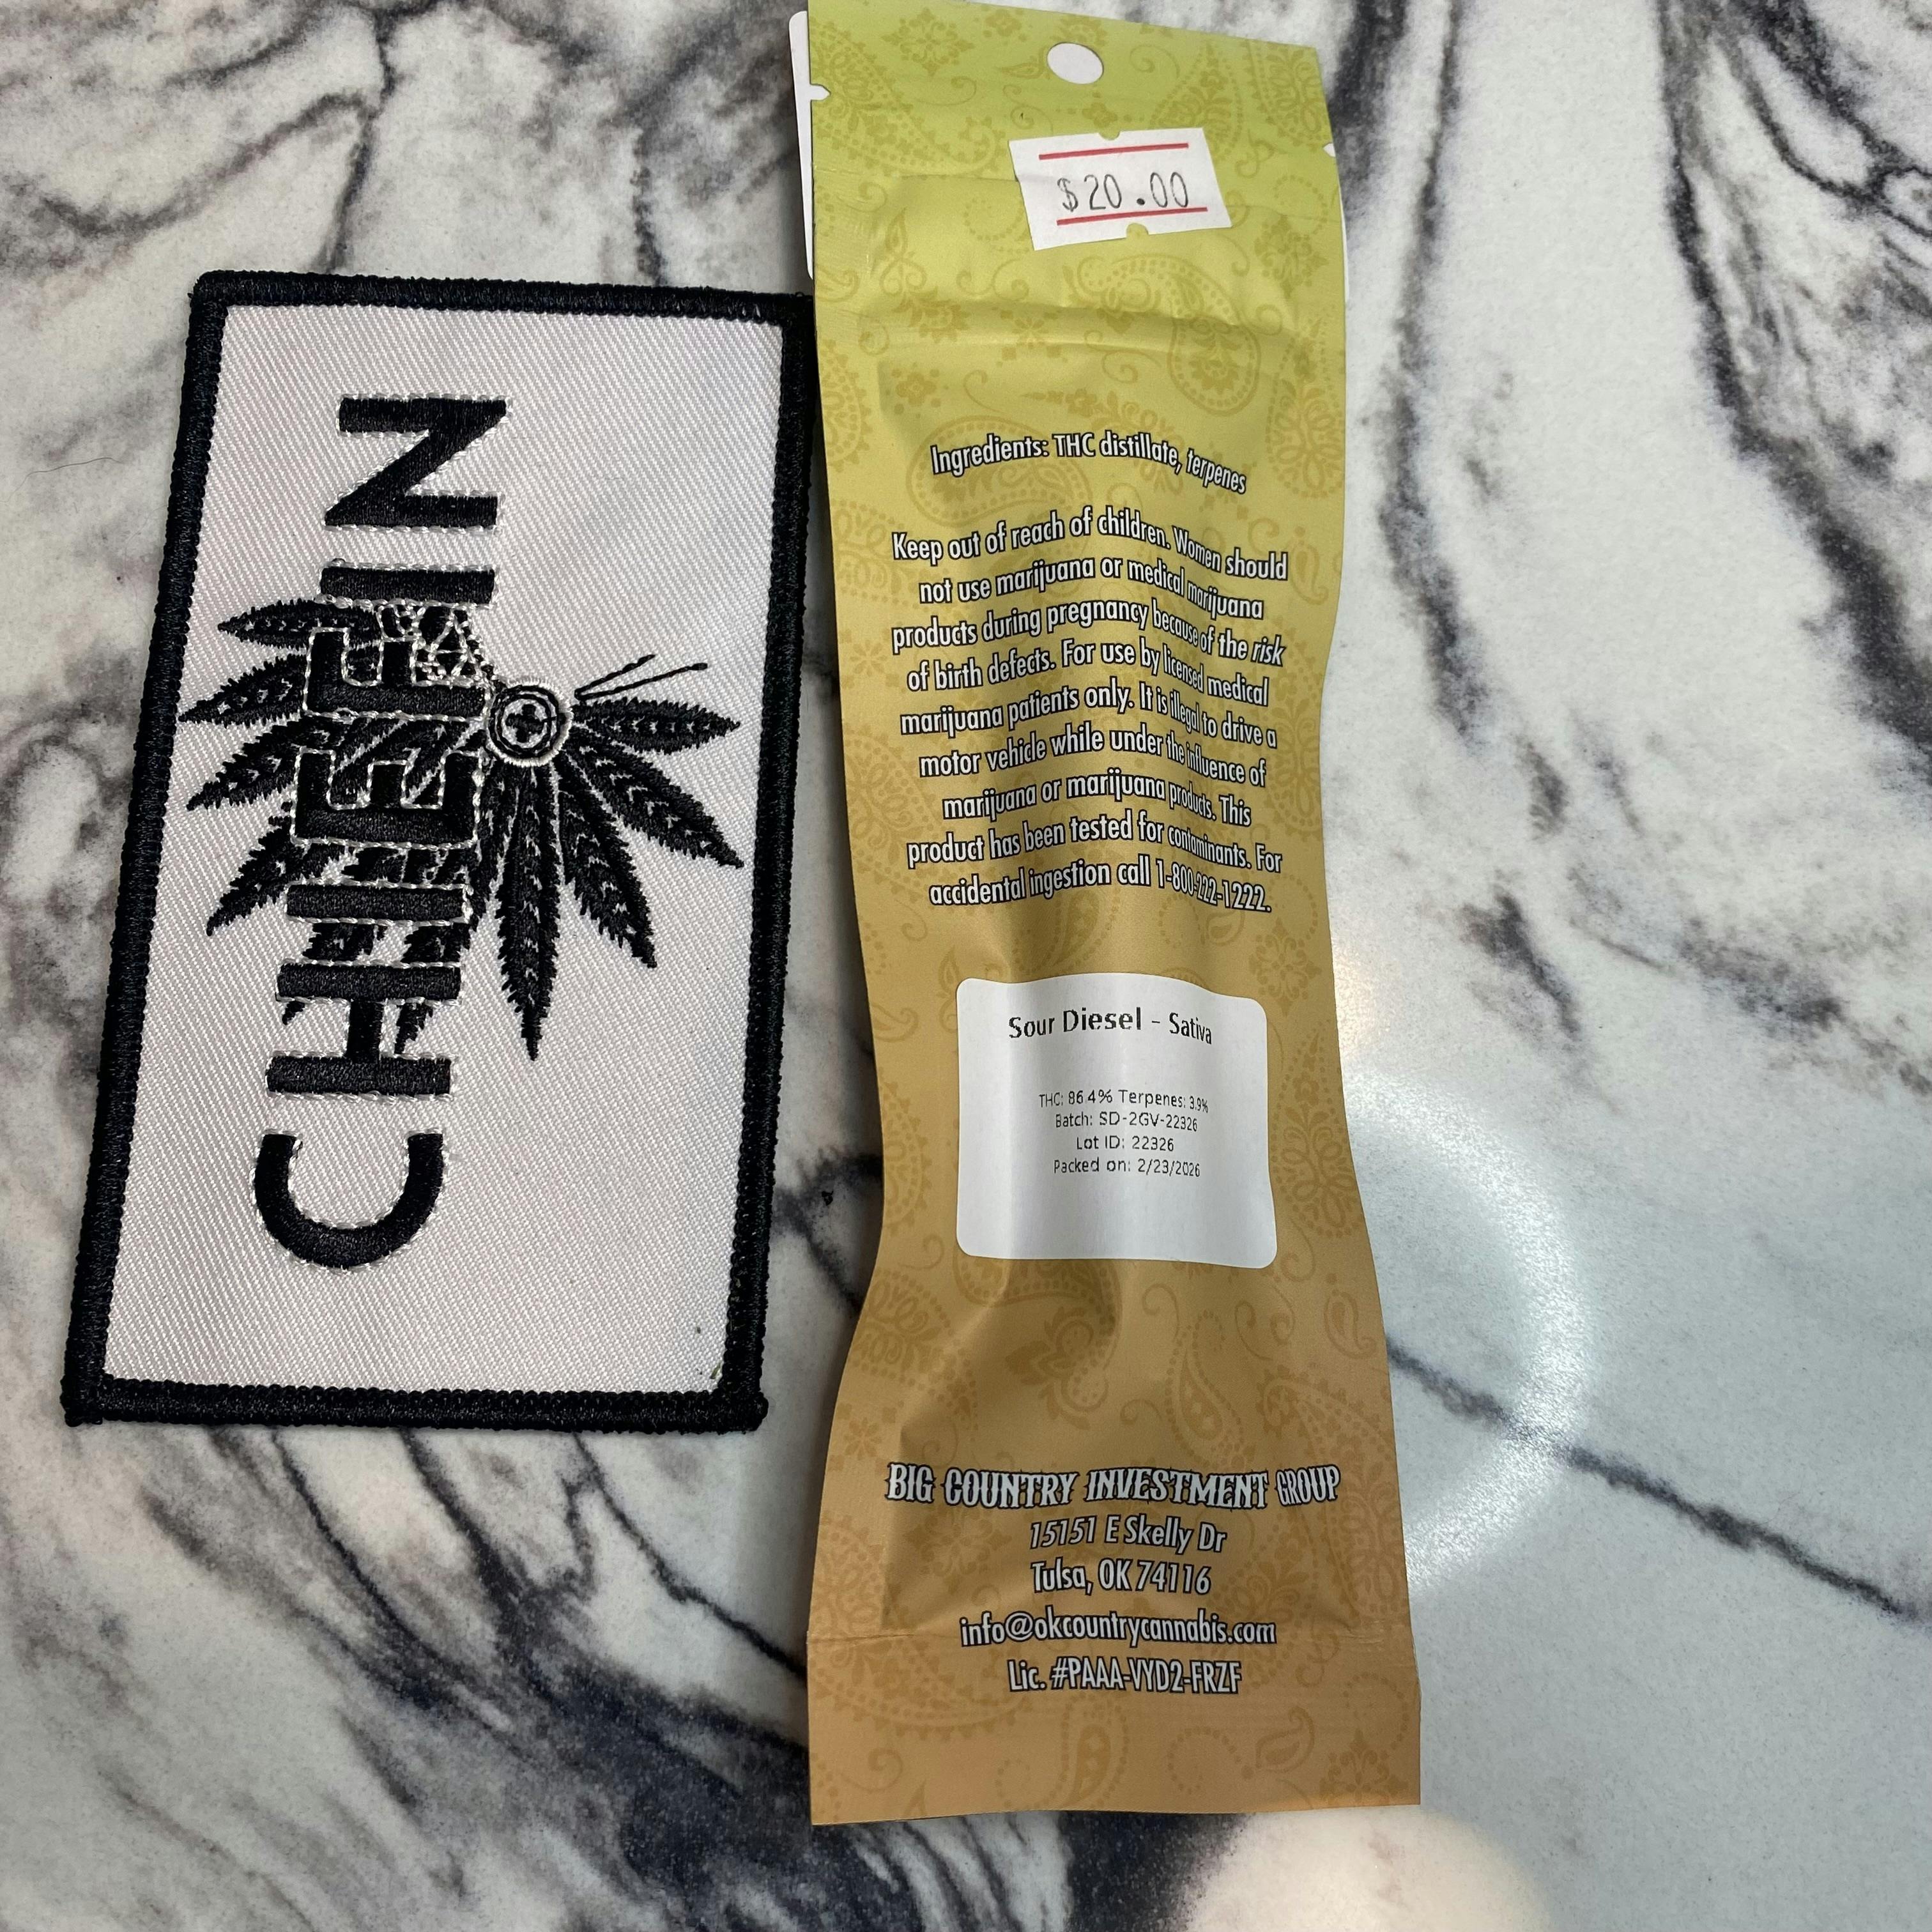 CHIEFIN
$20.00
Ingredients: THC distillate, terpenes
Keep out of reach of children. Women should
not use marijuana or medical marijuana
products during pregnancy because of the risk
of birth defects. For use by licensed medical
marijuana patients only. It is illegal to drive a
motor vehicle while under the influence of
marijuana or marijuana products. This
product has been tested for contaminants. For
accidental ingestion call 1-800-222-1222.
Sour Diesel - Sativa
THC: 86.4% Terpenes: 3.9%
Batch: SD-2GV-22326
Lot ID: 22326
Packed on: 2/23/2026
BIG COUNTRY INVESTMENT GROUP
15151 E Skelly Dr
Tulsa, OK 74116
info@okcountrycannabis.com
Lic. #PAAA-VYD2-FRZF